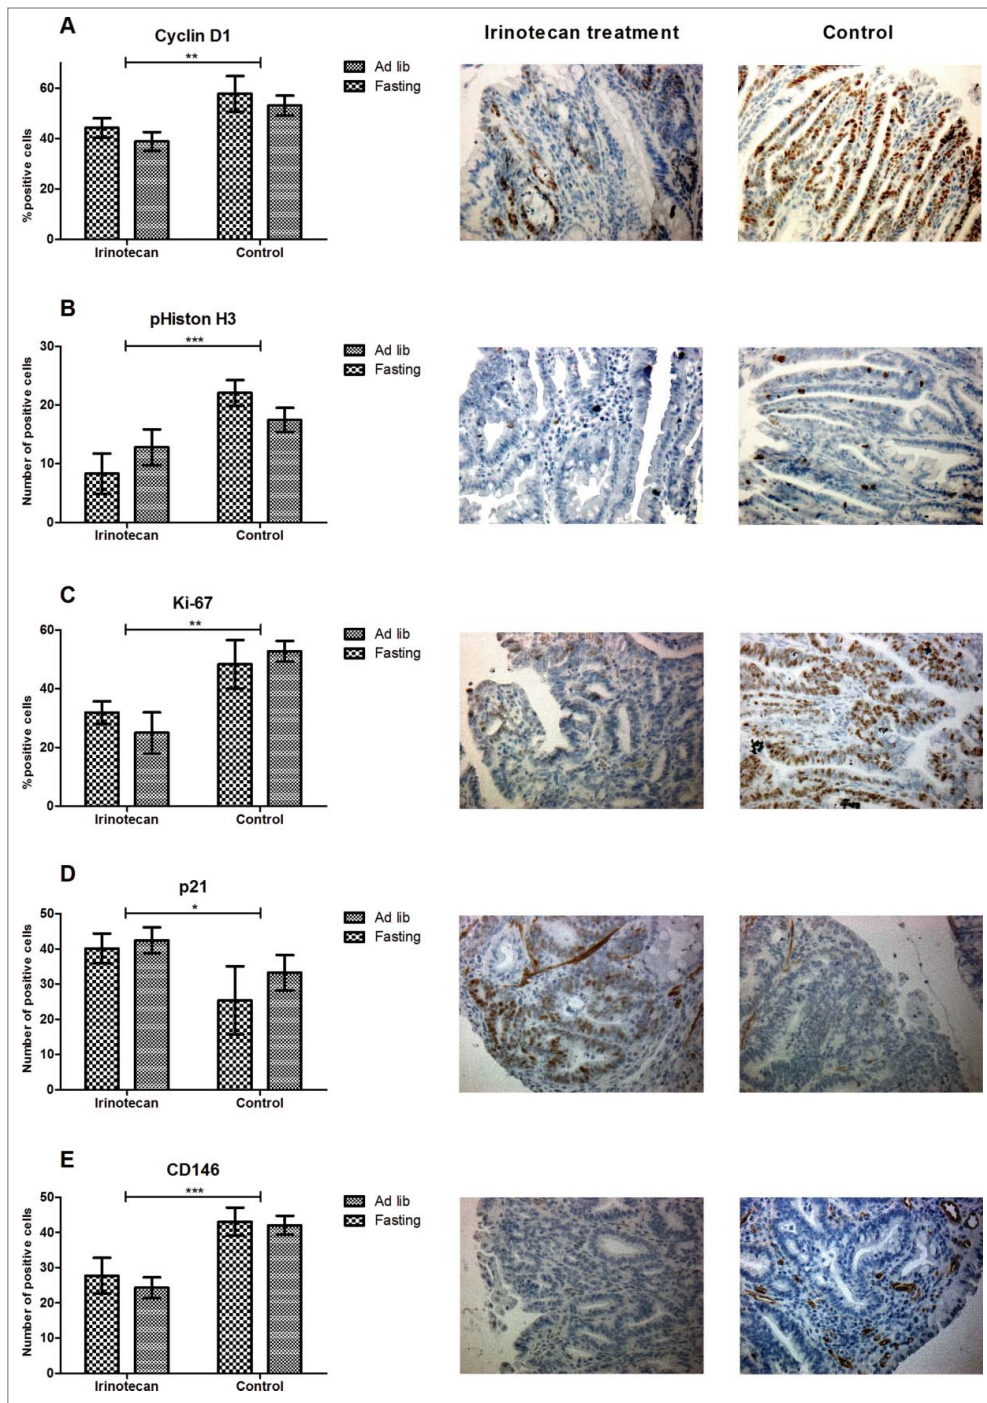 A
Cyclin D1
**
60
40
20
0
%positive cells
Irinotecan
Control
Ad lib
Fasting
Irinotecan treatment
Control
B
pHiston H3
***
30
20
10
0
Number of positive cells
Irinotecan
Control
Ad lib
Fasting
C
Ki-67
**
60
40
20
0
%positive cells
Irinotecan
Control
Ad lib
Fasting
D
p21
*
50
40
30
20
10
0
Number of positive cells
Irinotecan
Control
Ad lib
Fasting
E
CD146
***
50
40
30
20
10
0
Number of positive cells
Irinotecan
Control
Ad lib
Fasting